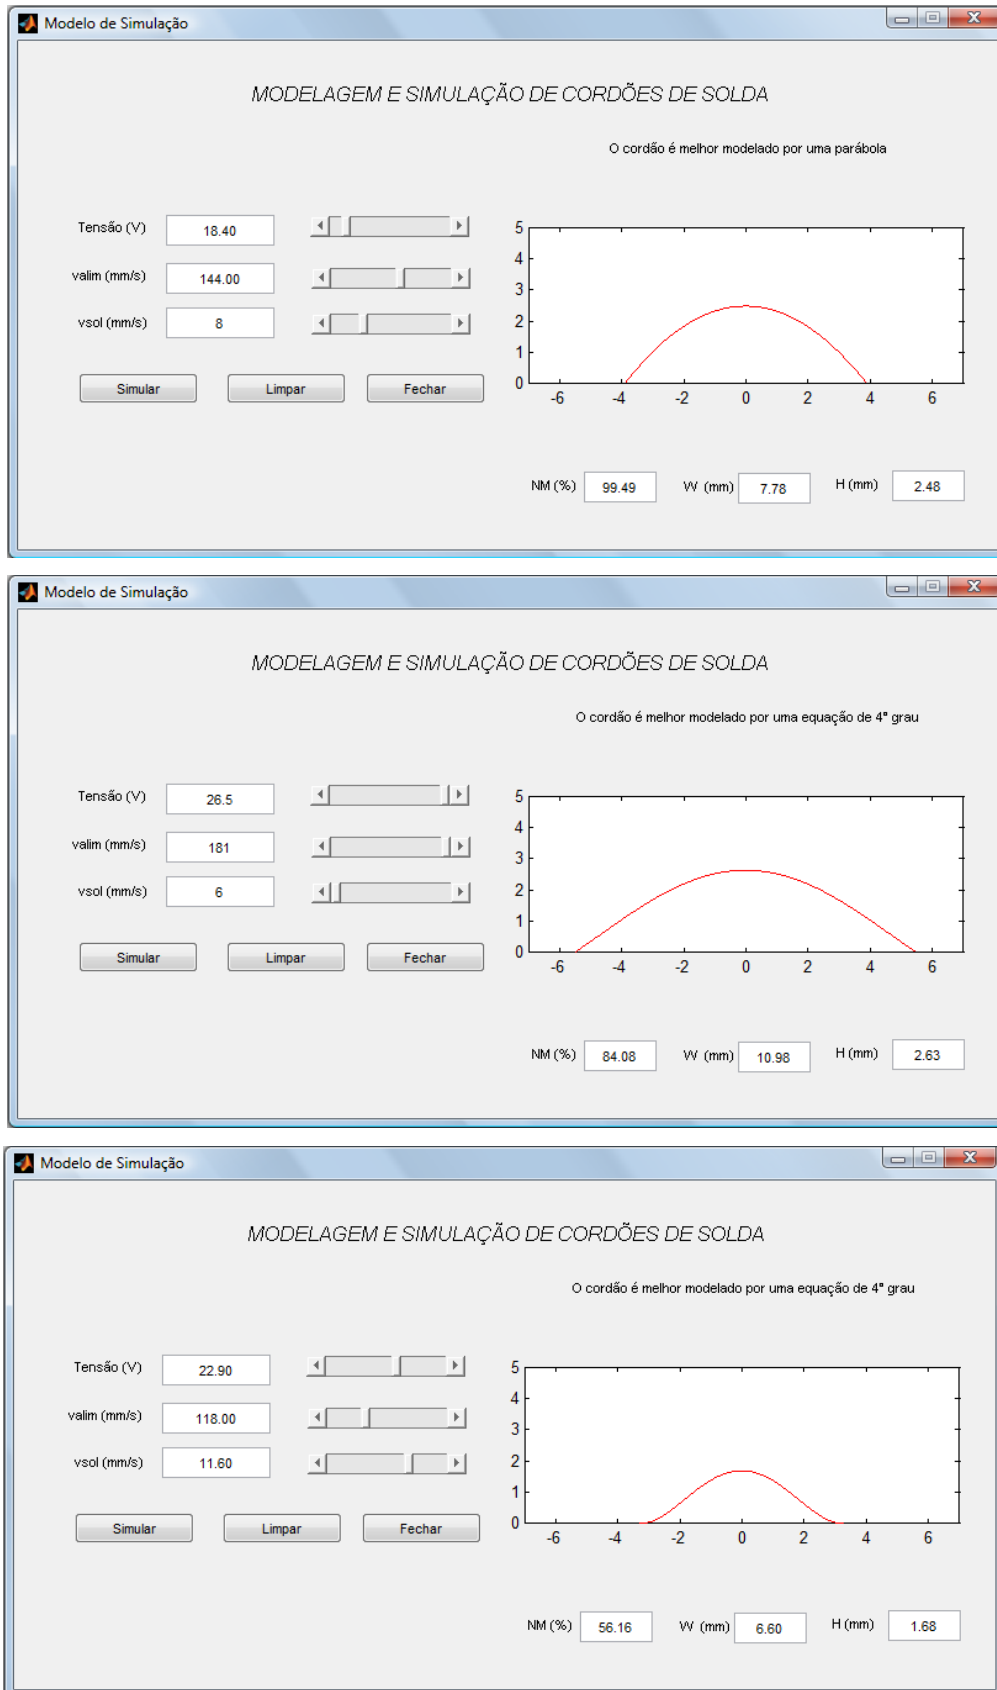 Modelo de Simulação
MODELAGEM E SIMULAÇÃO DE CORDÕES DE SOLDA
O cordão é melhor modelado por uma parábola
Tensão (V) 18.40
valim (mm/s) 144.00
vsol (mm/s) 8
Simular Limpar Fechar
5
4
3
2
1
0
-6 -4 -2 0 2 4 6
NM (%) 99.49 W (mm) 7.78 H (mm) 2.48
Modelo de Simulação
MODELAGEM E SIMULAÇÃO DE CORDÕES DE SOLDA
O cordão é melhor modelado por uma equação de 4° grau
Tensão (V) 26.5
valim (mm/s) 181
vsol (mm/s) 6
Simular Limpar Fechar
5
4
3
2
1
0
-6 -4 -2 0 2 4 6
NM (%) 84.08 W (mm) 10.98 H (mm) 2.63
Modelo de Simulação
MODELAGEM E SIMULAÇÃO DE CORDÕES DE SOLDA
O cordão é melhor modelado por uma equação de 4° grau
Tensão (V) 22.90
valim (mm/s) 118.00
vsol (mm/s) 11.60
Simular Limpar Fechar
5
4
3
2
1
0
-6 -4 -2 0 2 4 6
NM (%) 56.16 W (mm) 6.60 H (mm) 1.68